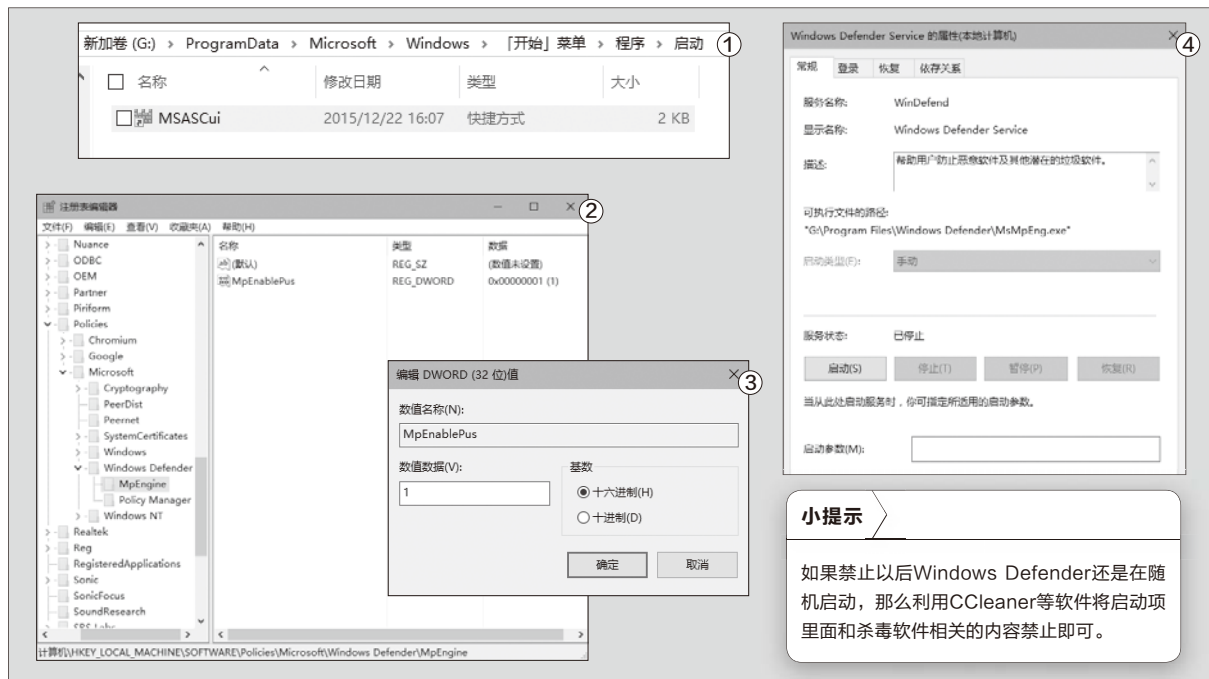 新加卷 (G:) › ProgramData › Microsoft › Windows › 「开始」菜单 › 程序 › 启动
①
名称 修改日期 类型 大小
MSASCui 2015/12/22 16:07 快捷方式 2 KB
注册表编辑器
②
文件(F) 编辑(E) 查看(V) 收藏夹(A) 帮助(H)
Nuance
ODBC
OEM
Partner
Piriform
Policies
Chromium
Google
Microsoft
Cryptography
PeerDist
Peernet
SystemCertificates
Windows
Windows Defender
MpEngine
Policy Manager
Windows NT
Realtek
Reg
RegisteredApplications
Sonic
SonicFocus
SoundResearch
SRS Labs
名称 类型 数据
(默认) REG_SZ (数值未设置)
MpEnablePus REG_DWORD 0x00000001 (1)
计算机\HKEY_LOCAL_MACHINE\SOFTWARE\Policies\Microsoft\Windows Defender\MpEngine
编辑 DWORD (32 位)值
③
数值名称(N):
MpEnablePus
数值数据(V):
1
基数
十六进制(H)
十进制(D)
确定 取消
Windows Defender Service 的属性(本地计算机)
④
常规 登录 恢复 依存关系
服务名称: WinDefend
显示名称: Windows Defender Service
描述: 帮助用户防止恶意软件及其他潜在的垃圾软件。
可执行文件的路径:
"G:\Program Files\Windows Defender\MsMpEng.exe"
启动类型(E): 手动
服务状态: 已停止
启动(S) 停止(T) 暂停(P) 恢复(R)
当从此处启动服务时，你可指定所适用的启动参数。
启动参数(M):
小提示
如果禁止以后Windows Defender还是在随
机启动，那么利用CCleaner等软件将启动项
里面和杀毒软件相关的内容禁止即可。